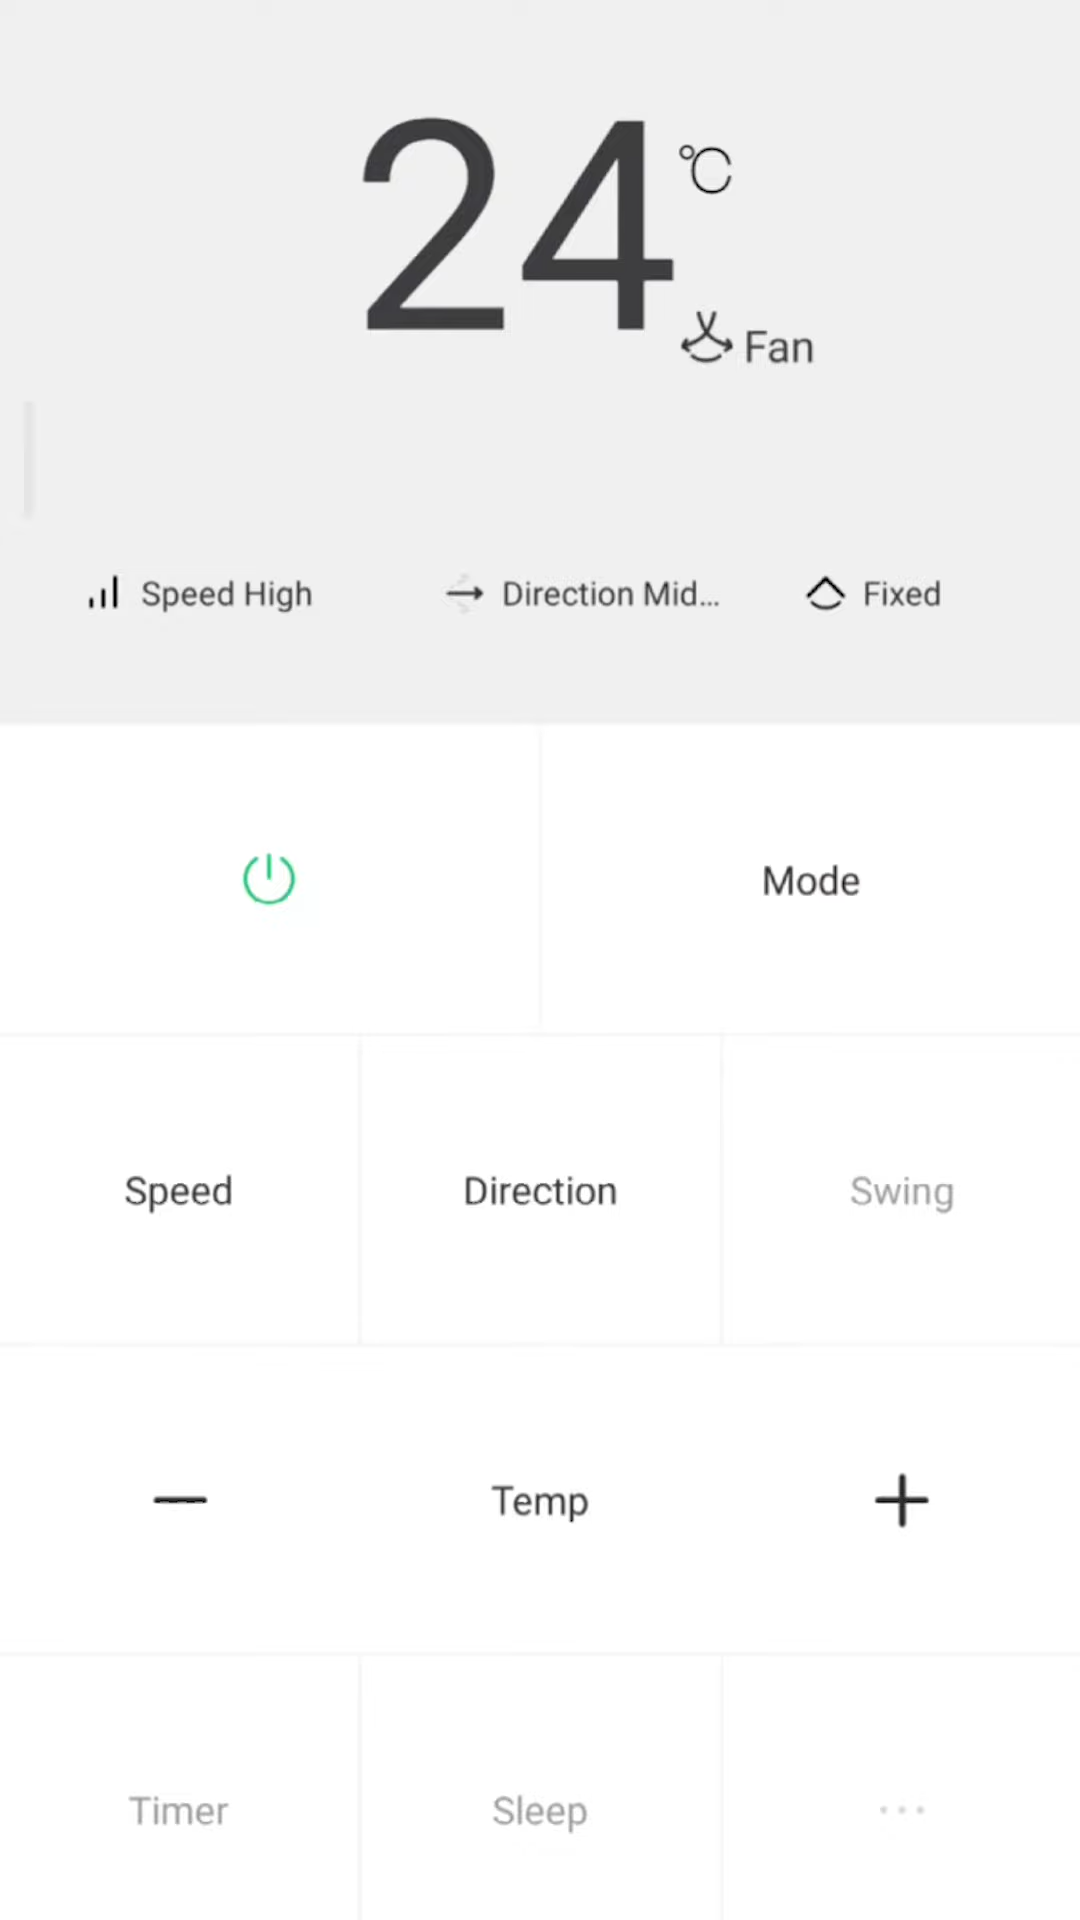 24 °C
Fan
Speed High
Direction Mid...
Fixed
Mode
Speed
Direction
Swing
Temp
Timer
Sleep